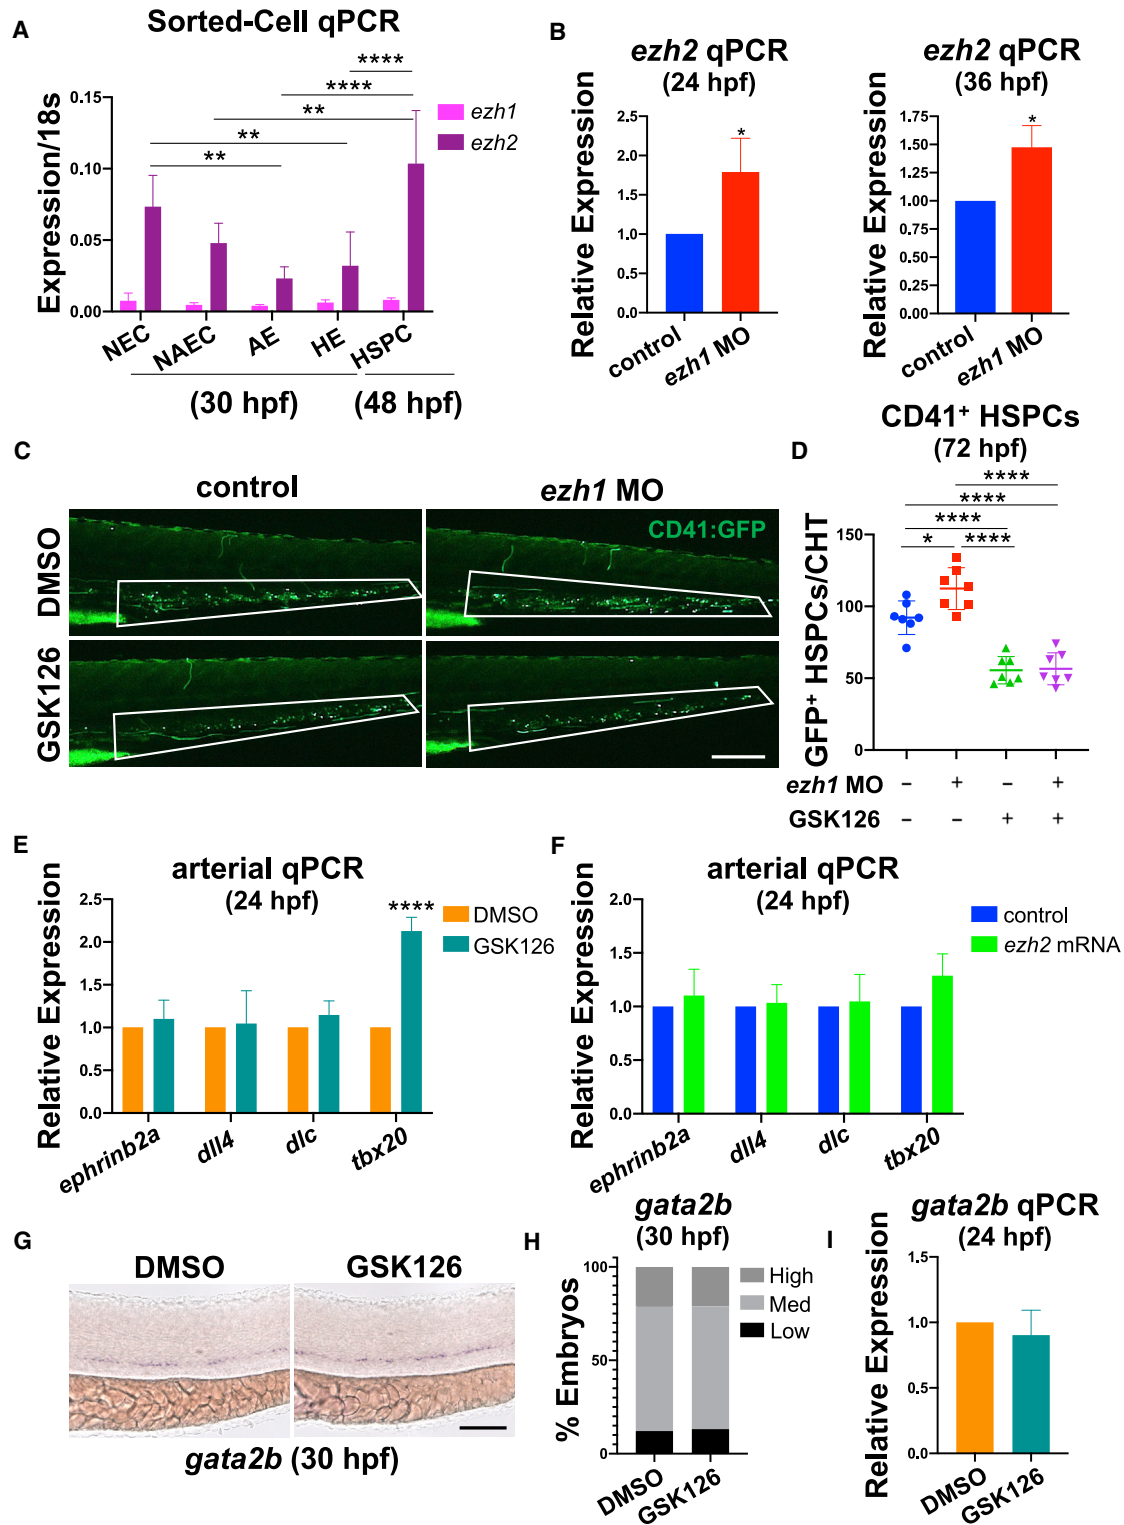 A
Sorted-Cell qPCR
****
****
**
**
**
Expression/18s
0.15
0.10
0.05
0.00
ezh1
ezh2
NEC
NAEC
AE
HE
HSPC
(30 hpf)
(48 hpf)
B
ezh2 qPCR
(24 hpf)
Relative Expression
2.5
2.0
1.5
1.0
0.5
0.0
*
control
ezh1 MO
ezh2 qPCR
(36 hpf)
Relative Expression
1.75
1.50
1.25
1.00
0.75
0.50
0.25
0.00
*
control
ezh1 MO
C
control
ezh1 MO
DMSO
GSK126
CD41:GFP
D
CD41+ HSPCs
(72 hpf)
****
****
****
* ****
GFP+ HSPCs/CHT
150
100
50
0
ezh1 MO − + − +
GSK126 − − + +
E
arterial qPCR
(24 hpf)
Relative Expression
2.5
2.0
1.5
1.0
0.5
0.0
****
DMSO
GSK126
ephrinb2a
dll4
dlc
tbx20
F
arterial qPCR
(24 hpf)
Relative Expression
2.0
1.5
1.0
0.5
0.0
control
ezh2 mRNA
ephrinb2a
dll4
dlc
tbx20
G
DMSO
GSK126
gata2b (30 hpf)
H
gata2b
(30 hpf)
% Embryos
100
50
0
High
Med
Low
DMSO
GSK126
I
gata2b qPCR
(24 hpf)
Relative Expression
1.5
1.0
0.5
0.0
DMSO
GSK126